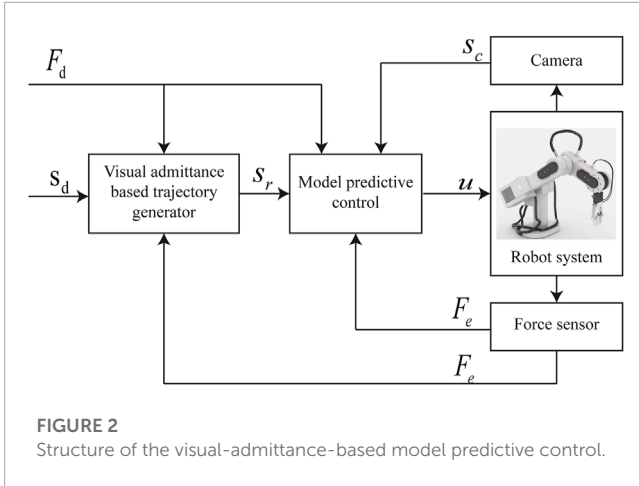 F_d
S_c
Camera
S_d
Visual admittance
based trajectory
generator
S_r
Model predictive
control
u
Robot system
F_e
Force sensor
F_e
FIGURE 2
Structure of the visual-admittance-based model predictive control.